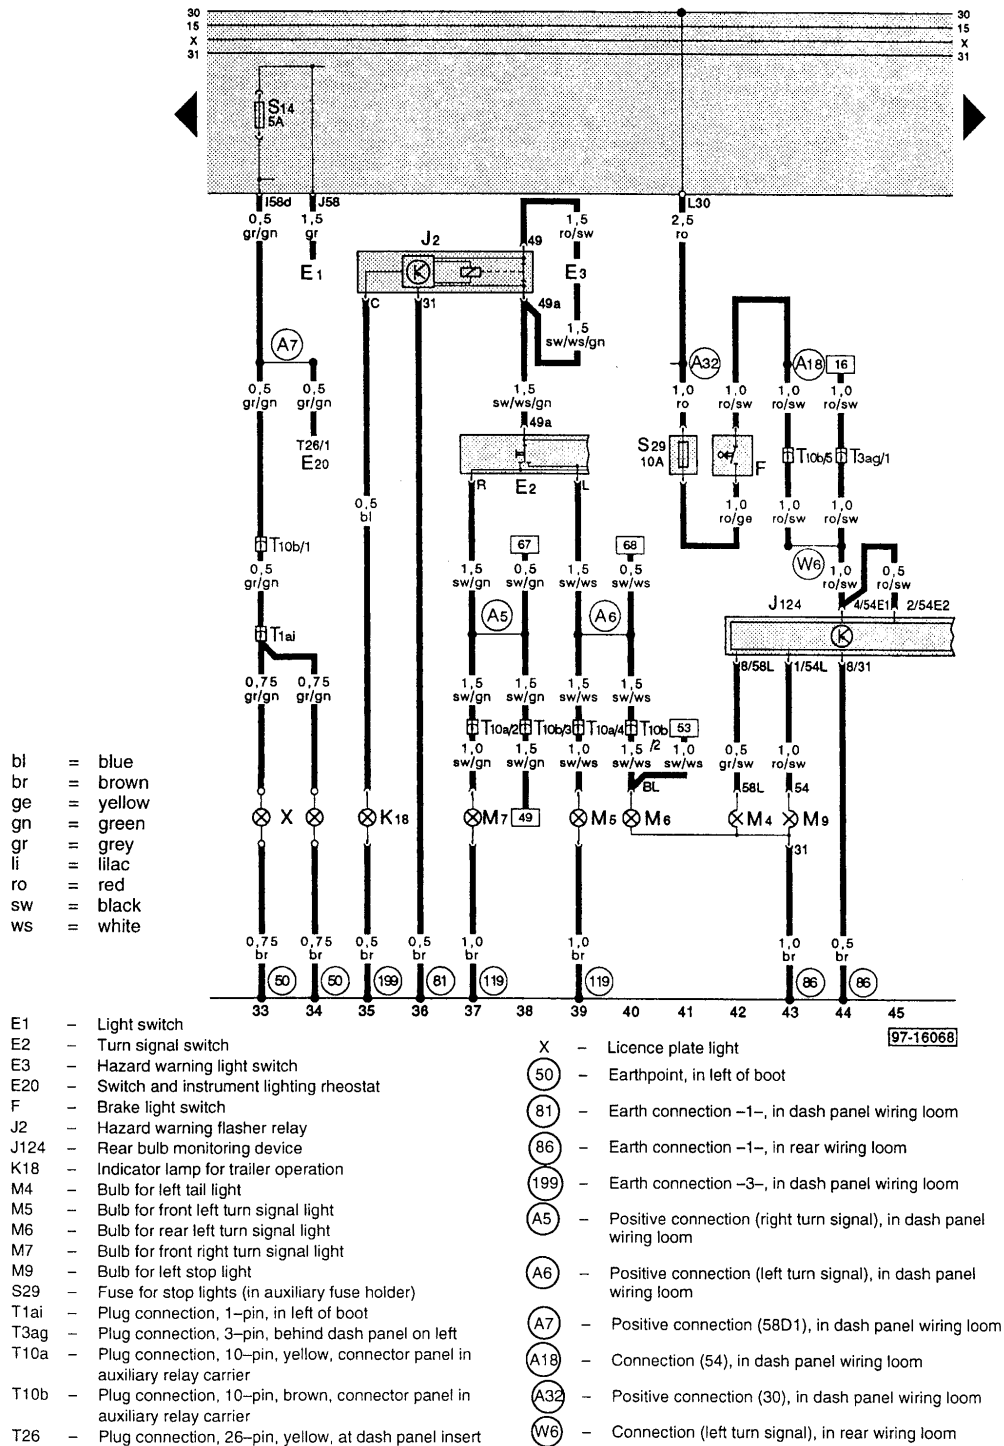 30 30
15 15
X X
31 31
S14
5A
I58d J58 L30
0,5 1,5 1,5 2,5
gr/gn gr ro/sw ro
E1 J2 49 E3
C 31 49a
1,5
sw/ws/gn
A7 A32 A18 16
0,5 0,5 1,5 1,0 1,0 1,0 1,0
gr/gn gr/gn sw/ws/gn ro ro/sw ro/sw ro/sw
49a
T26/1
E20
S29
10A F T10b/5 T3ag/1
R E2 L
0,5
bl
1,0 1,0 1,0
ro/ge ro/sw ro/sw
T10b/1 67 68
W6
0,5 1,5 0,5 1,5 0,5 1,0 0,5
gr/gn sw/gn sw/gn sw/ws sw/ws ro/sw ro/sw
A5 A6 J124 4/54E1 2/54E2
T1ai
8/58L 1/54L 8/31
0,75 0,75 1,5 1,5 1,5 1,5
gr/gn gr/gn sw/gn sw/gn sw/ws sw/ws
T10a/2 T10b/3 T10a/4 T10b/2 53
1,0 1,5 1,0 1,5 1,0 0,5 1,0
sw/gn sw/gn sw/ws sw/ws sw/ws gr/sw ro/sw
BL 58L 54
X K18 M7 49 M5 M6 M4 M9
31
0,75 0,75 0,5 0,5 1,0 1,0 1,0 0,5
br br br br br br br br
50 50 199 81 119 119 86 86
33 34 35 36 37 38 39 40 41 42 43 44 45
97-16068
bl = blue
br = brown
ge = yellow
gn = green
gr = grey
li = lilac
ro = red
sw = black
ws = white
E1 – Light switch
E2 – Turn signal switch
E3 – Hazard warning light switch
E20 – Switch and instrument lighting rheostat
F – Brake light switch
J2 – Hazard warning flasher relay
J124 – Rear bulb monitoring device
K18 – Indicator lamp for trailer operation
M4 – Bulb for left tail light
M5 – Bulb for front left turn signal light
M6 – Bulb for rear left turn signal light
M7 – Bulb for front right turn signal light
M9 – Bulb for left stop light
S29 – Fuse for stop lights (in auxiliary fuse holder)
T1ai – Plug connection, 1–pin, in left of boot
T3ag – Plug connection, 3–pin, behind dash panel on left
T10a – Plug connection, 10–pin, yellow, connector panel in
auxiliary relay carrier
T10b – Plug connection, 10–pin, brown, connector panel in
auxiliary relay carrier
T26 – Plug connection, 26–pin, yellow, at dash panel insert
X – Licence plate light
50 – Earthpoint, in left of boot
81 – Earth connection –1–, in dash panel wiring loom
86 – Earth connection –1–, in rear wiring loom
199 – Earth connection –3–, in dash panel wiring loom
A5 – Positive connection (right turn signal), in dash panel
wiring loom
A6 – Positive connection (left turn signal), in dash panel
wiring loom
A7 – Positive connection (58D1), in dash panel wiring loom
A18 – Connection (54), in dash panel wiring loom
A32 – Positive connection (30), in dash panel wiring loom
W6 – Connection (left turn signal), in rear wiring loom